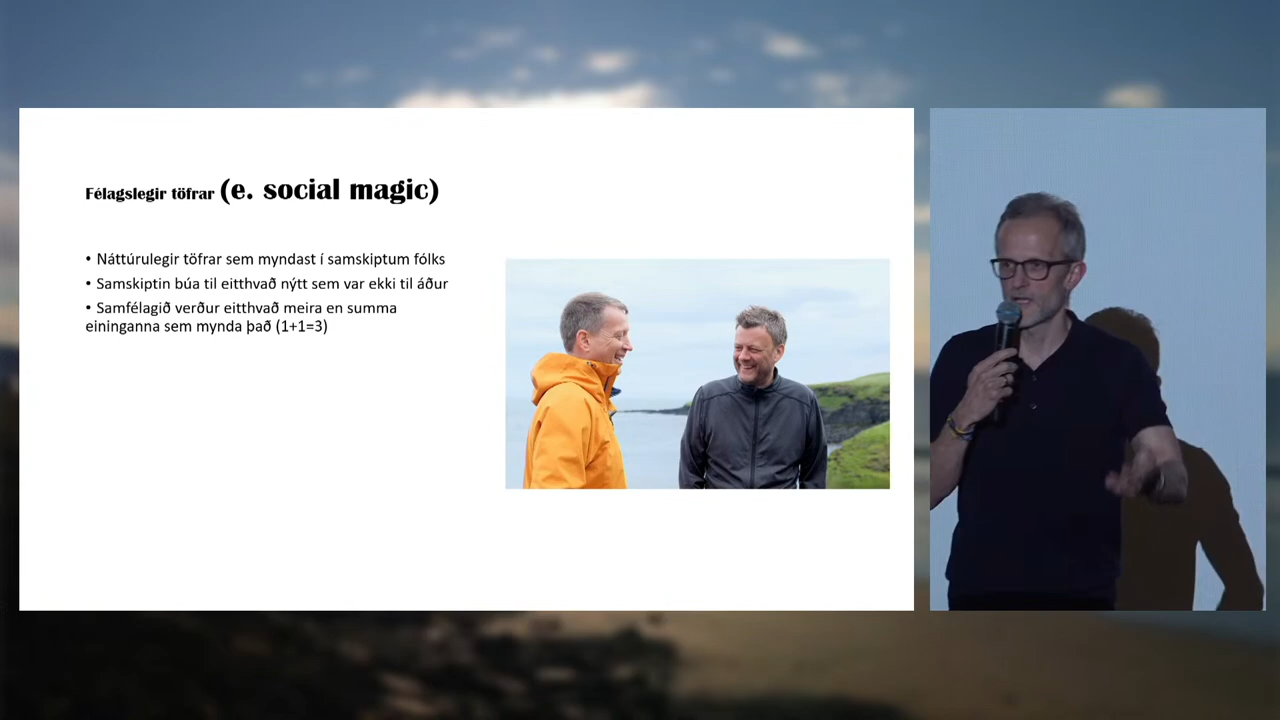 Félagslegir töfrar (e. social magic)
• Náttúrulegir töfrar sem myndast í samskiptum fólks
• Samskiptin búa til eitthvað nýtt sem var ekki til áður
• Samfélagið verður eitthvað meira en summa
eininganna sem mynda það (1+1=3)